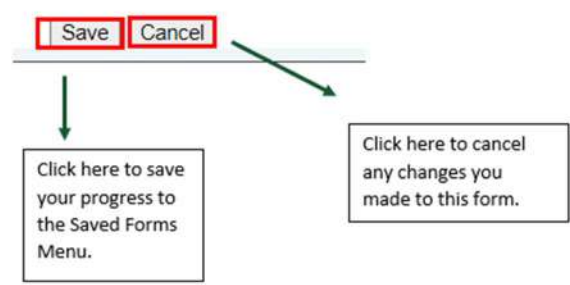 Save Cancel
Click here to save
your progress to
the Saved Forms
Menu.
Click here to cancel
any changes you
made to this form.